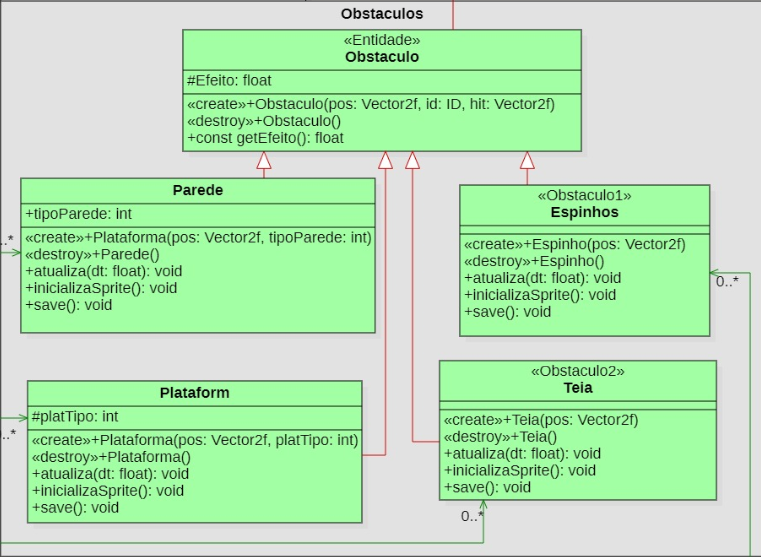 Obstaculos
«Entidade»
Obstaculo
#Efeito: float
«create»+Obstaculo(pos: Vector2f, id: ID, hit: Vector2f)
«destroy»+Obstaculo()
+const getEfeito(): float
Parede
+tipoParede: int
«create»+Plataforma(pos: Vector2f, tipoParede: int)
«destroy»+Parede()
+atualiza(dt: float): void
+inicializaSprite(): void
+save(): void
..*
«Obstaculo1»
Espinhos
«create»+Espinho(pos: Vector2f)
«destroy»+Espinho()
+atualiza(dt: float): void
+inicializaSprite(): void
+save(): void
0..*
Plataform
#platTipo: int
«create»+Plataforma(pos: Vector2f, platTipo: int)
«destroy»+Plataforma()
+atualiza(dt: float): void
+inicializaSprite(): void
+save(): void
..*
«Obstaculo2»
Teia
«create»+Teia(pos: Vector2f)
«destroy»+Teia()
+atualiza(dt: float): void
+inicializaSprite(): void
+save(): void
0..*